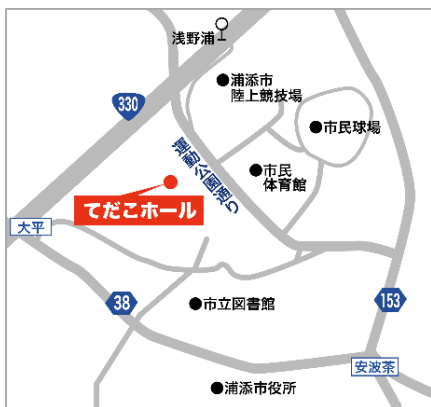 浅野浦
浦添市
陸上競技場
330
市民球場
市民
体育館
運動公園通り
てだこホール
大平
38
市立図書館
153
安波茶
浦添市役所